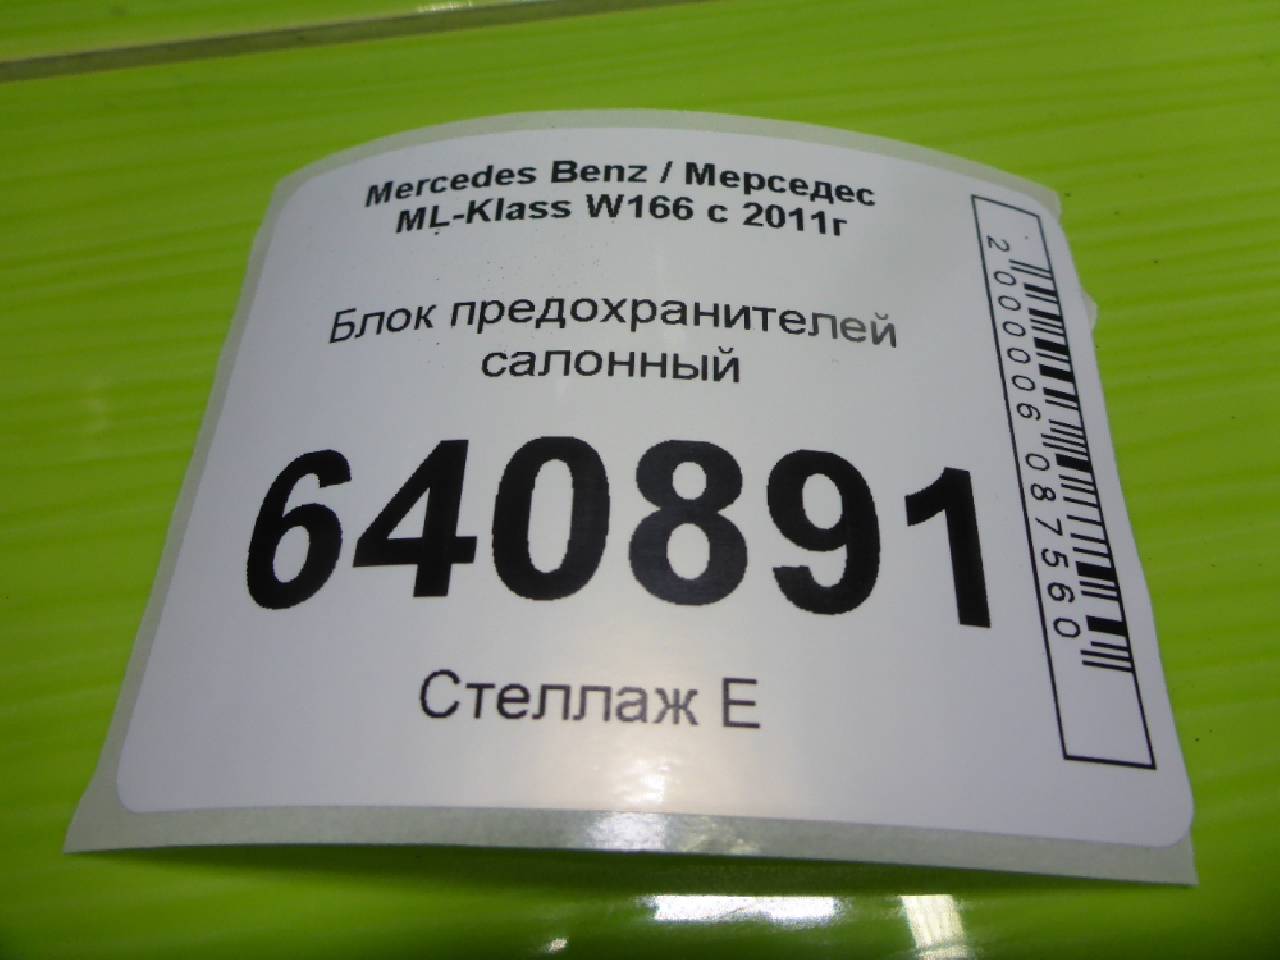 Mercedes Benz / Мерседес
ML-Klass W166 с 2011г
Блок предохранителей
салонный
640891
Стеллаж Е
2000006087560